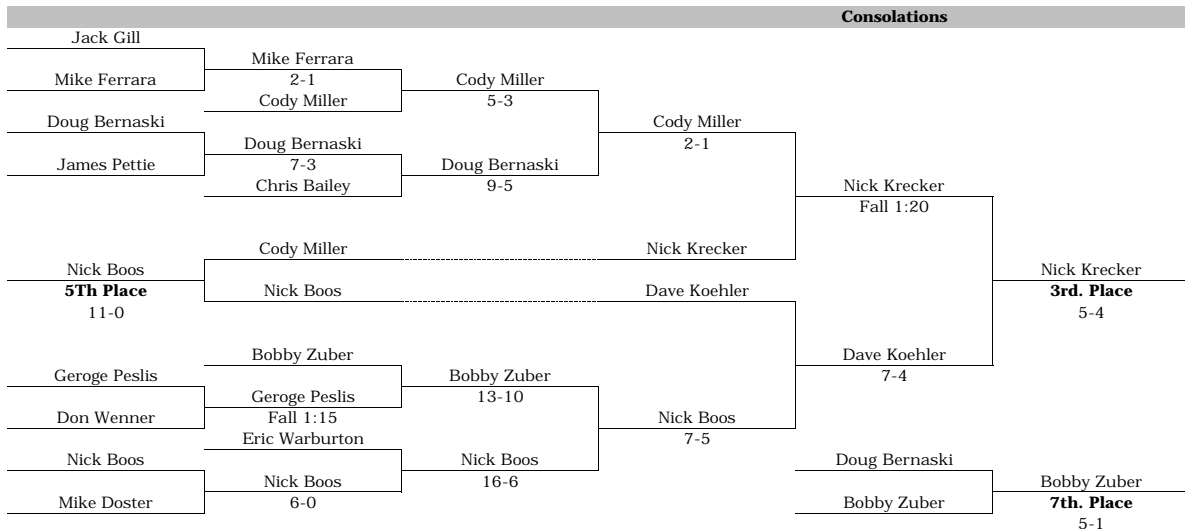 Consolations
Jack Gill
Mike Ferrara
Mike Ferrara Cody Miller
2-1 5-3
Cody Miller
Doug Bernaski Cody Miller
2-1
Doug Bernaski
James Pettie 7-3 Doug Bernaski
Chris Bailey 9-5 Nick Krecker
Fall 1:20
Cody Miller Nick Krecker
Nick Boos Nick Krecker
5Th Place Nick Boos Dave Koehler 3rd. Place
11-0 5-4
Bobby Zuber Dave Koehler
Geroge Peslis Bobby Zuber 7-4
Geroge Peslis 13-10
Don Wenner Fall 1:15 Nick Boos
Eric Warburton 7-5
Nick Boos Nick Boos Doug Bernaski
Nick Boos 16-6 Bobby Zuber
Mike Doster 6-0 Bobby Zuber 7th. Place
5-1